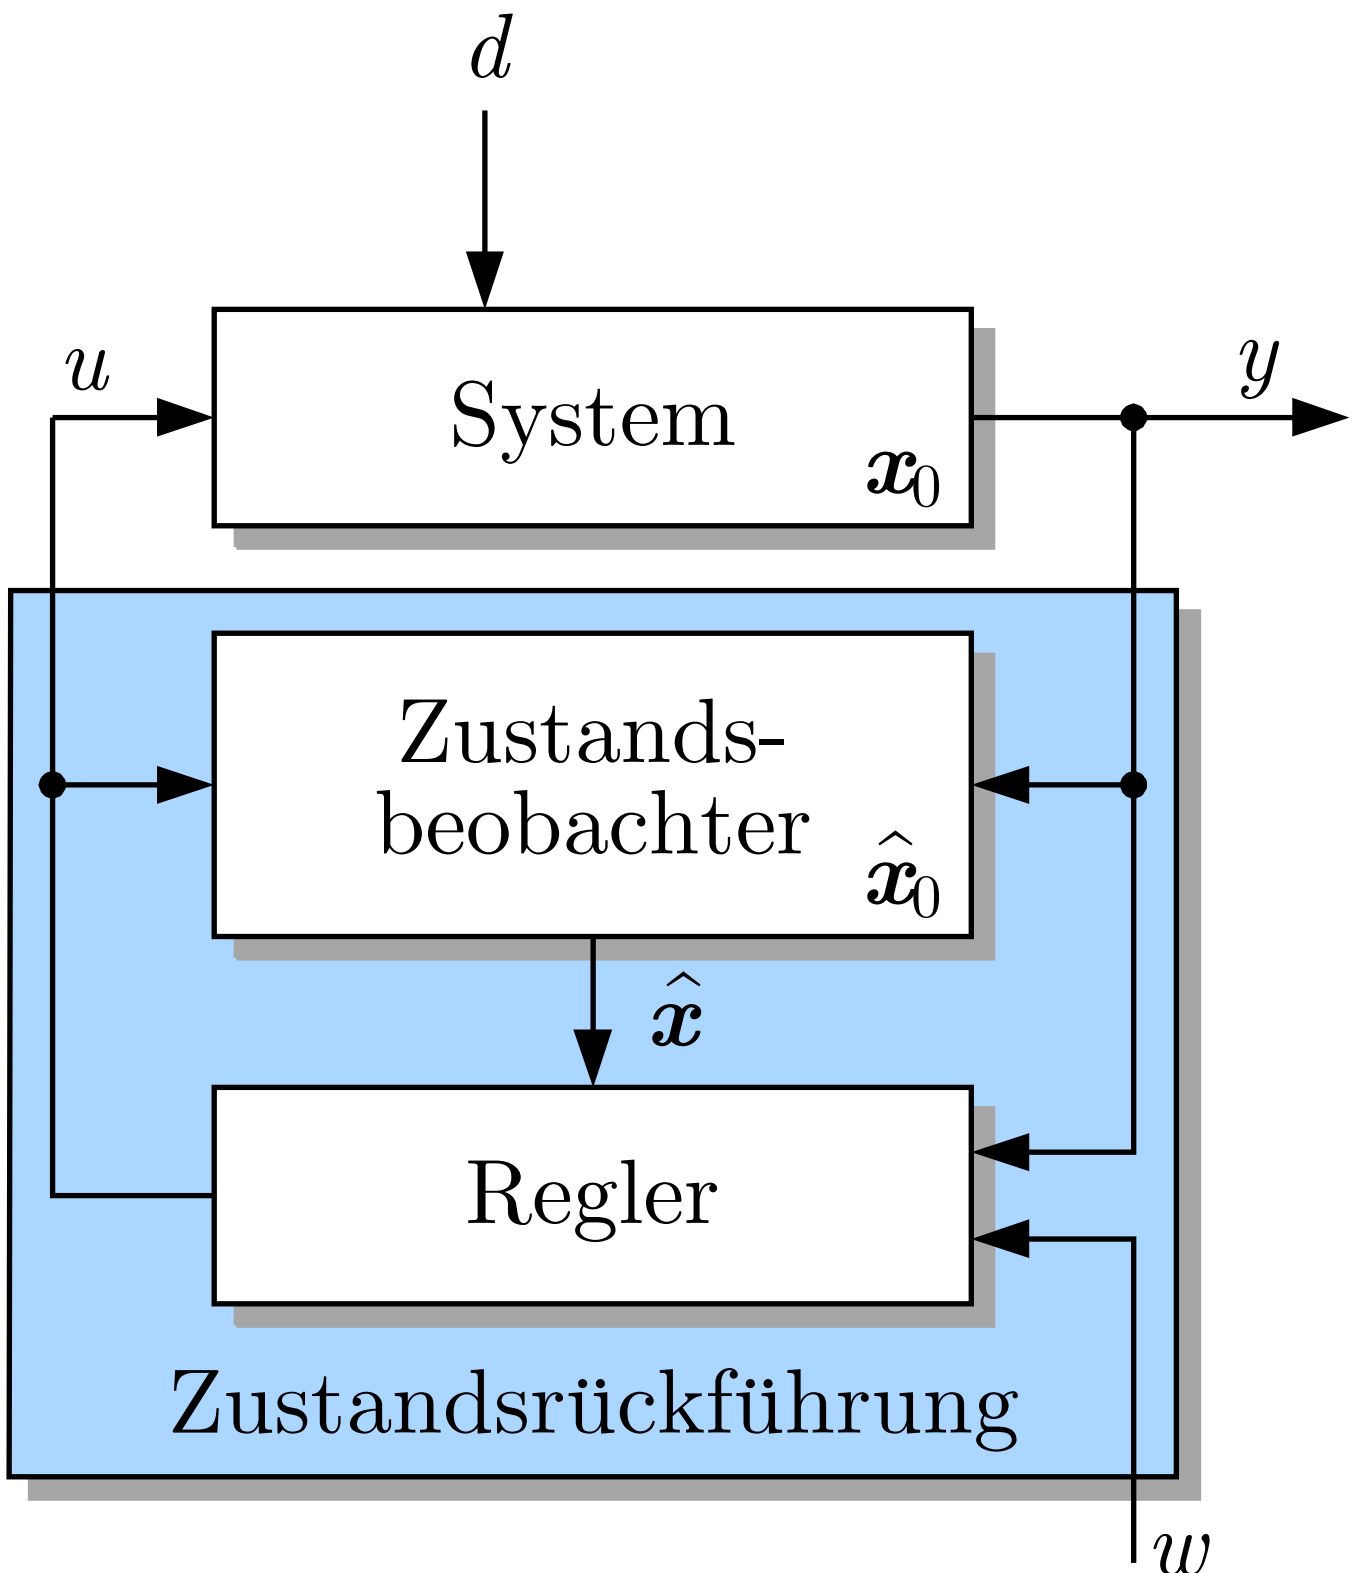 d
u
y
System
x₀
Zustands-
beobachter
x̂₀
x̂
Regler
Zustandsrückführung
w